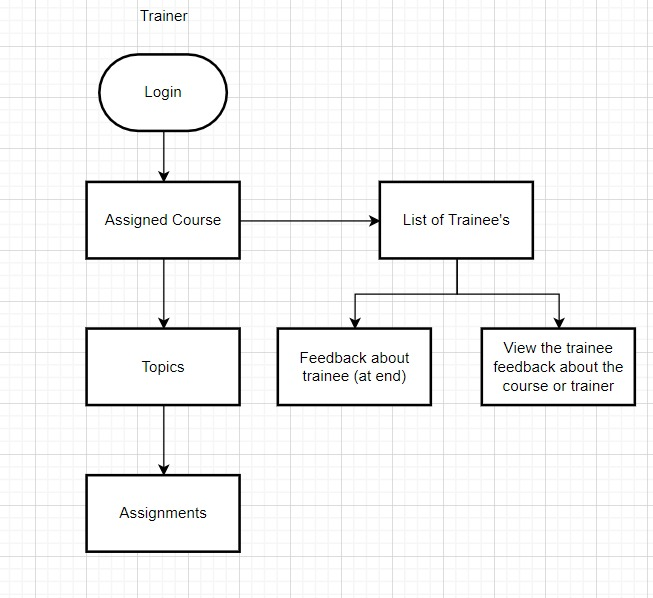 Trainer
Login
Assigned Course
List of Trainee's
Topics
Feedback about
trainee (at end)
View the trainee
feedback about the
course or trainer
Assignments